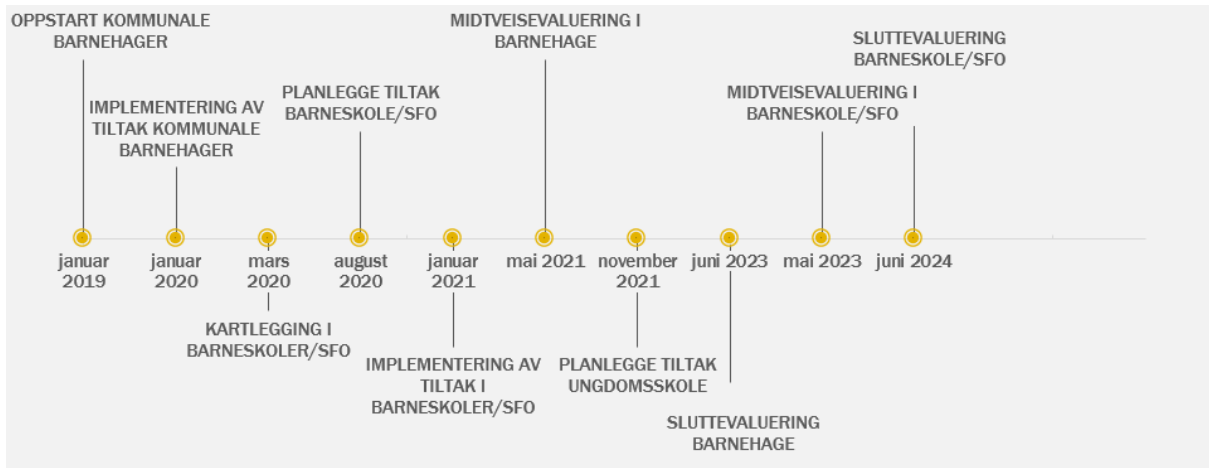 OPPSTART KOMMUNALE
BARNEHAGER
IMPLEMENTERING AV
TILTAK KOMMUNALE
BARNEHAGER
PLANLEGGE TILTAK
BARNESKOLE/SFO
MIDTVEISEVALUERING I
BARNEHAGE
MIDTVEISEVALUERING I
BARNESKOLE/SFO
SLUTTEVALUERING
BARNESKOLE/SFO
januar
2019
januar
2020
mars
2020
august
2020
januar
2021
mai 2021
november
2021
juni 2023
mai 2023
juni 2024
KARTLEGGING I
BARNESKOLER/SFO
IMPLEMENTERING AV
TILTAK I
BARNESKOLER/SFO
PLANLEGGE TILTAK
UNGDOMSSKOLE
SLUTTEVALUERING
BARNEHAGE